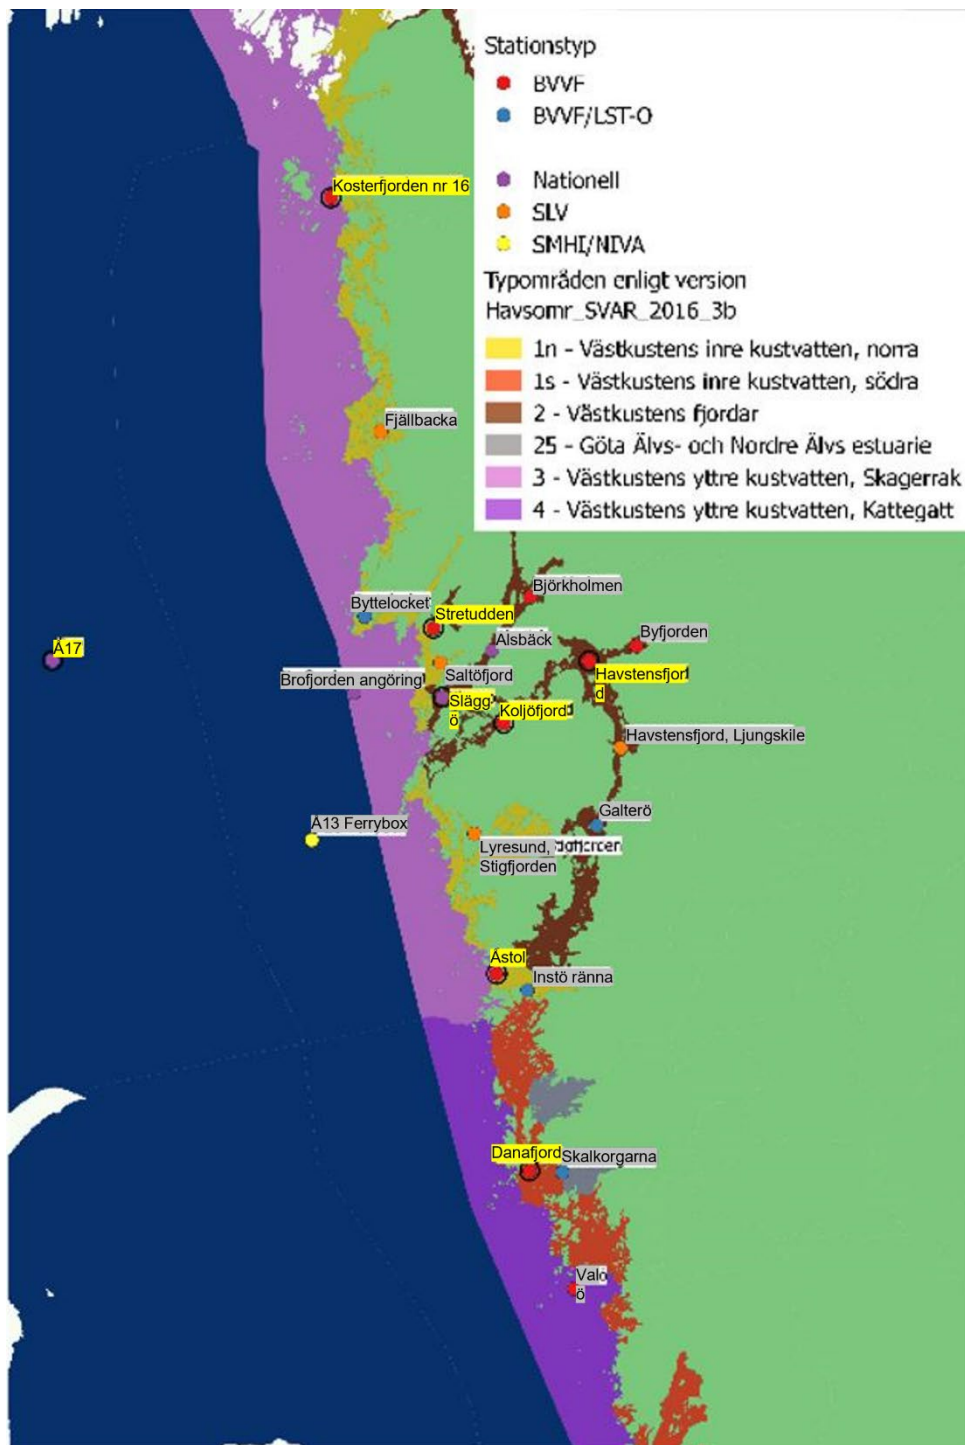 Stationstyp
BVVF
BVVF/LST-O
Nationell
SLV
SMHI/NIVA
Typområden enligt version
Havsomr_SVAR_2016_3b
1n - Västkustens inre kustvatten, norra
1s - Västkustens inre kustvatten, södra
2 - Västkustens fjordar
25 - Göta Älvs- och Nordre Älvs estuarie
3 - Västkustens yttre kustvatten, Skagerrak
4 - Västkustens yttre kustvatten, Kattegatt
Kosterfjorden nr 16
Fjällbacka
Björkholmen
Byttelocket
Stretudden
Alsbäck
Byfjorden
Å17
Brofjorden angöring
Saltöfjord
Havstensfjor
d
Slägg
ö
Koljöfjord
Havstensfjord, Ljungskile
Galterö
Å13 Ferrybox
Lyresund,
Stigfjorden
Åstol
Instö ränna
Danafjord
Skalkorgarna
Valö
ö